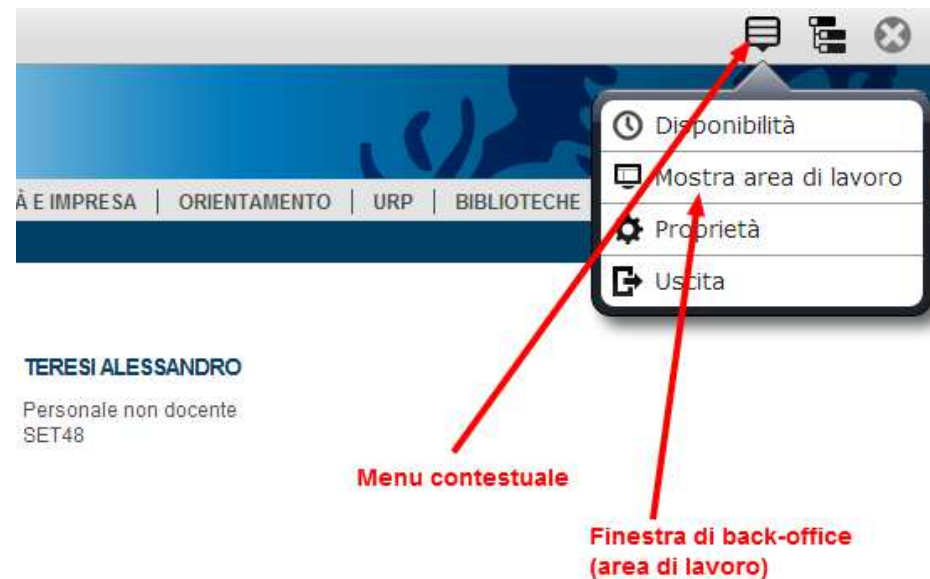 Disponibilità
Mostra area di lavoro
À E IMPRESA | ORIENTAMENTO | URP | BIBLIOTECHE
Proprietà
Uscita
TERESI ALESSANDRO
Personale non docente
SET48
Menu contestuale
Finestra di back-office
(area di lavoro)